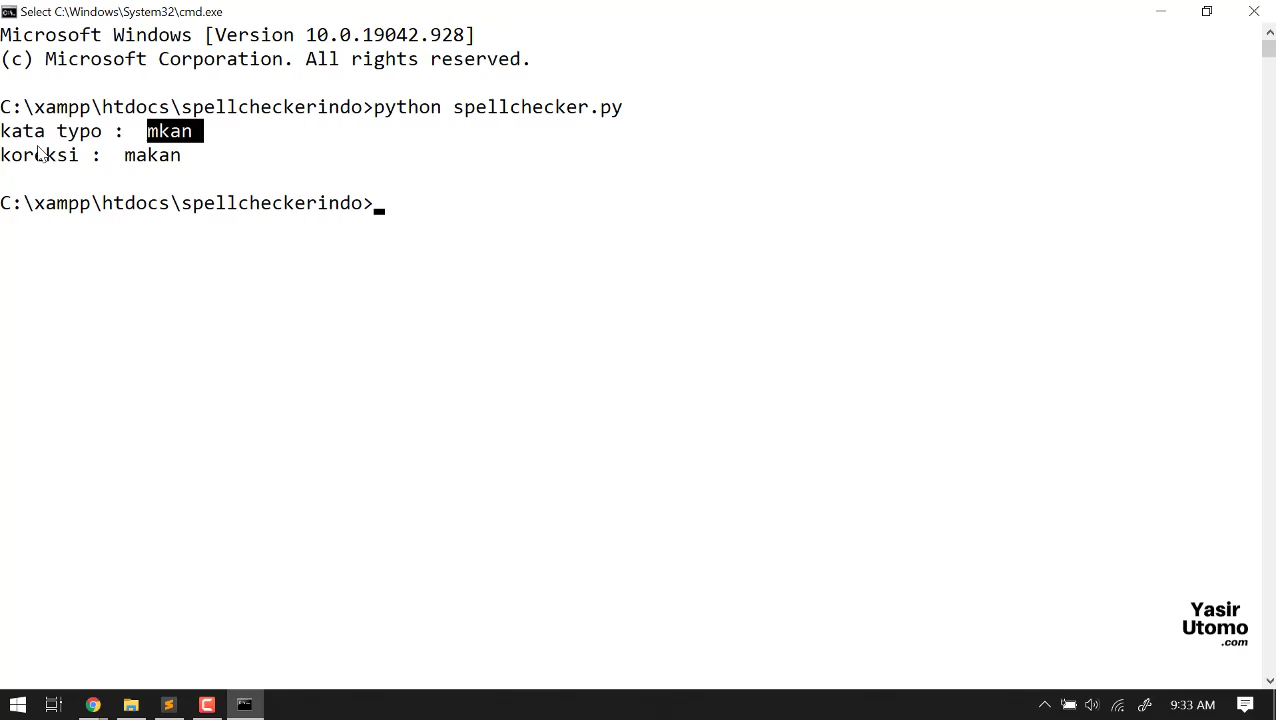 Select C:\Windows\System32\cmd.exe
Microsoft Windows [Version 10.0.19042.928]
(c) Microsoft Corporation. All rights reserved.
C:\xampp\htdocs\spellcheckerindo>python spellchecker.py
kata typo :  mkan
koreksi :  makan
C:\xampp\htdocs\spellcheckerindo>
Yasir
Utomo
.com
9:33 AM